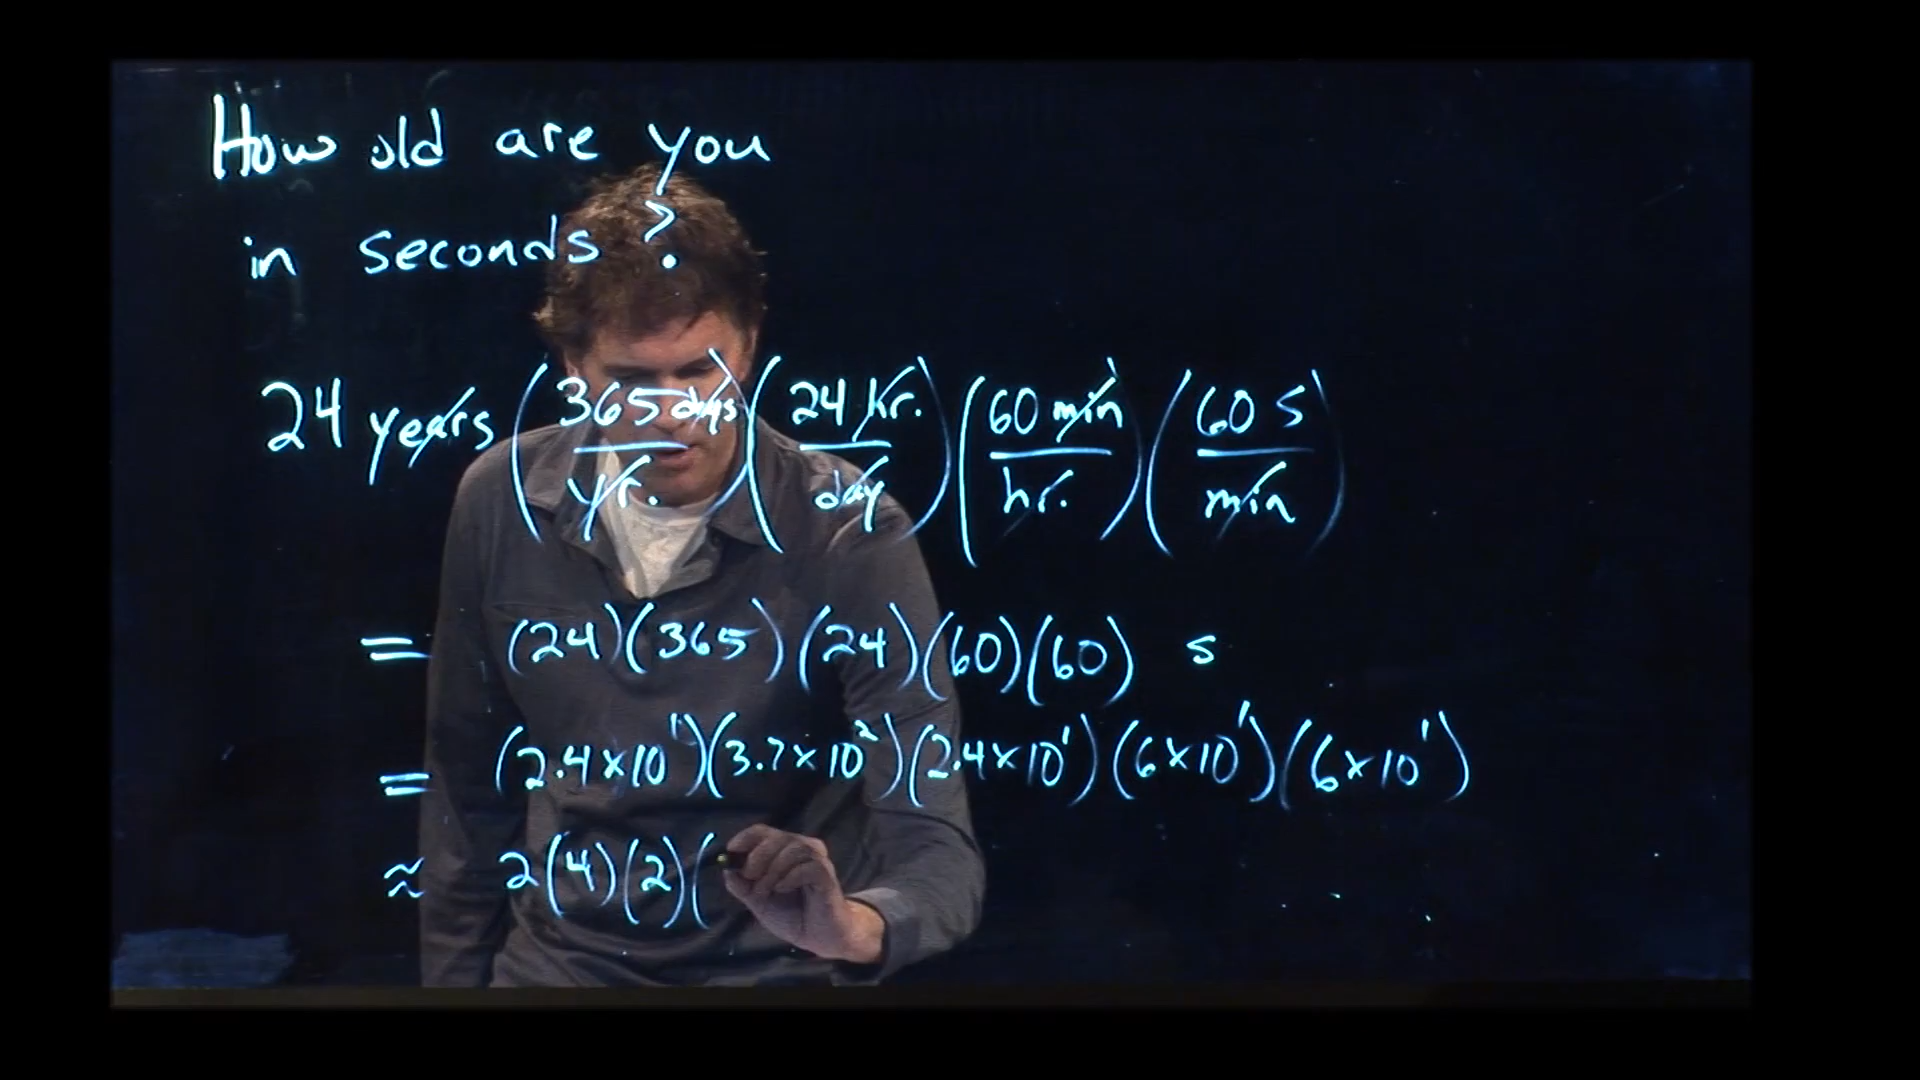 How old are you
in seconds?
24 years (365 days/yr.)(24 hr./day)(60 min/hr.)(60 s/min)
= (24)(365)(24)(60)(60) s
= (2.4×10¹)(3.7×10²)(2.4×10¹)(6×10¹)(6×10¹)
≈ 2(4)(2)(